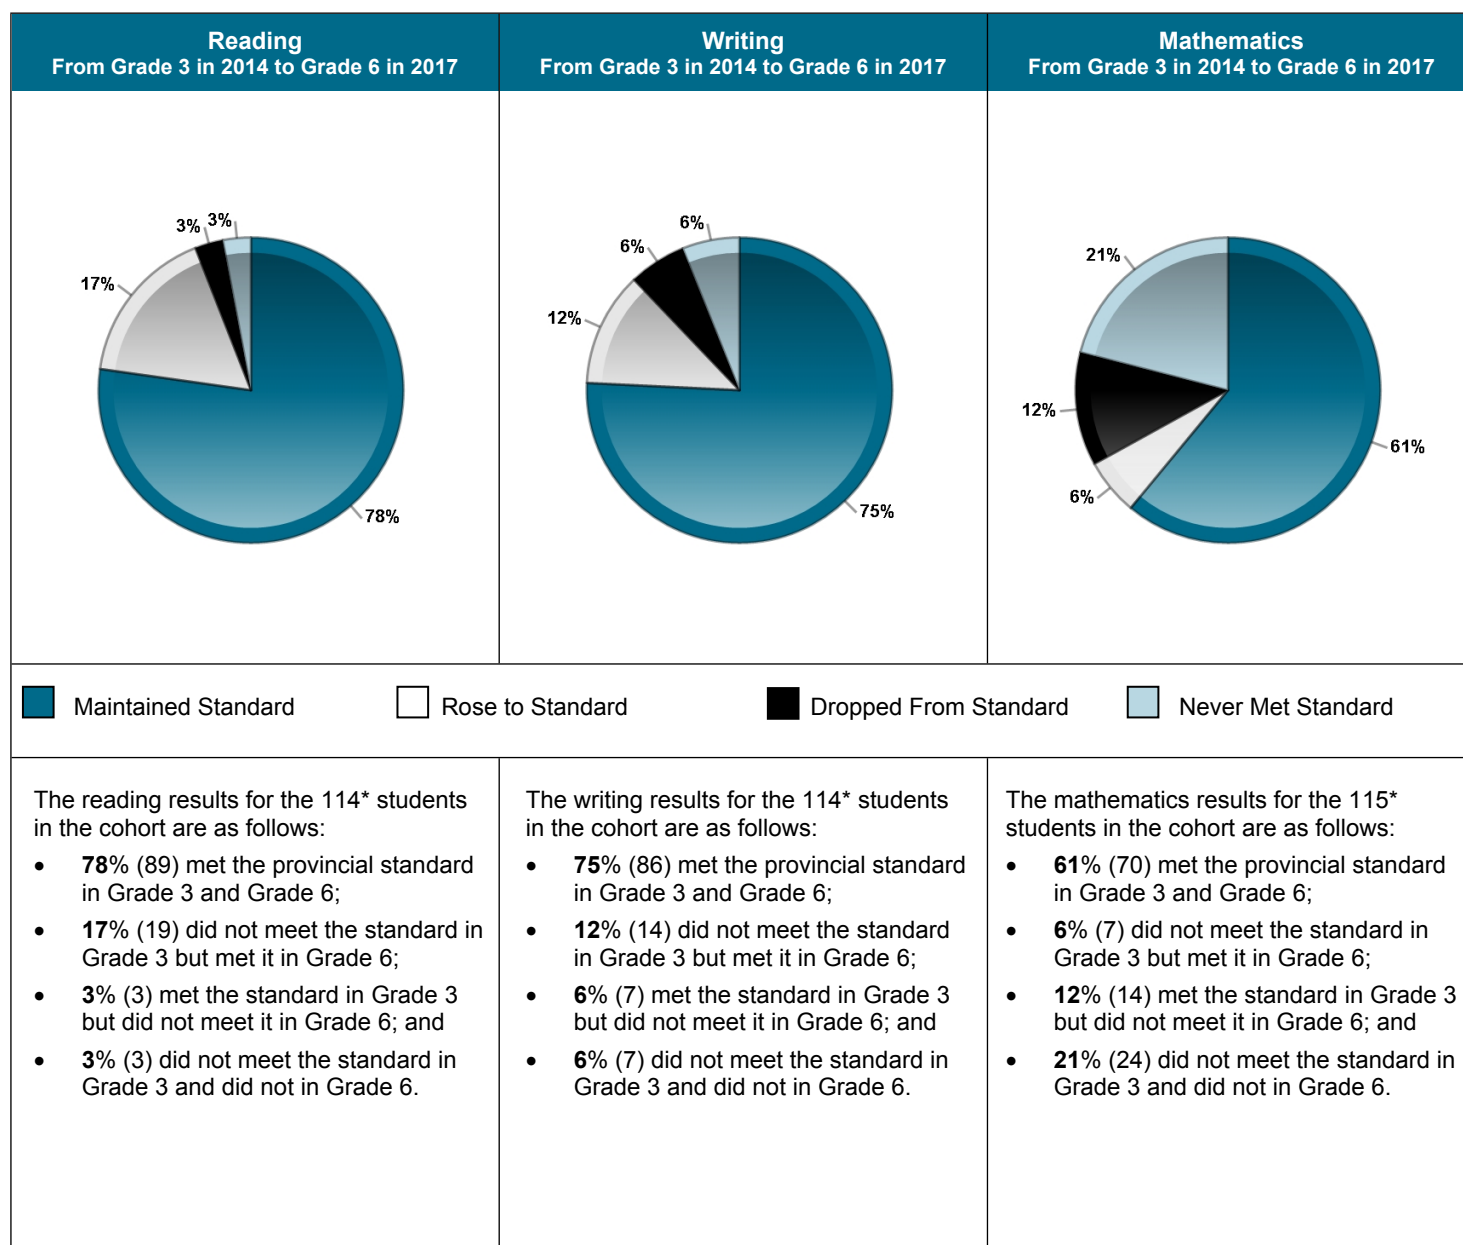 Reading
From Grade 3 in 2014 to Grade 6 in 2017
Writing
From Grade 3 in 2014 to Grade 6 in 2017
Mathematics
From Grade 3 in 2014 to Grade 6 in 2017
3%
3%
17%
78%
6%
6%
12%
75%
21%
12%
6%
61%
Maintained Standard
Rose to Standard
Dropped From Standard
Never Met Standard
The reading results for the 114* students
in the cohort are as follows:
• 78% (89) met the provincial standard
in Grade 3 and Grade 6;
• 17% (19) did not meet the standard in
Grade 3 but met it in Grade 6;
• 3% (3) met the standard in Grade 3
but did not meet it in Grade 6; and
• 3% (3) did not meet the standard in
Grade 3 and did not in Grade 6.
The writing results for the 114* students
in the cohort are as follows:
• 75% (86) met the provincial standard
in Grade 3 and Grade 6;
• 12% (14) did not meet the standard
in Grade 3 but met it in Grade 6;
• 6% (7) met the standard in Grade 3
but did not meet it in Grade 6; and
• 6% (7) did not meet the standard in
Grade 3 and did not in Grade 6.
The mathematics results for the 115*
students in the cohort are as follows:
• 61% (70) met the provincial standard
in Grade 3 and Grade 6;
• 6% (7) did not meet the standard in
Grade 3 but met it in Grade 6;
• 12% (14) met the standard in Grade 3
but did not meet it in Grade 6; and
• 21% (24) did not meet the standard in
Grade 3 and did not in Grade 6.